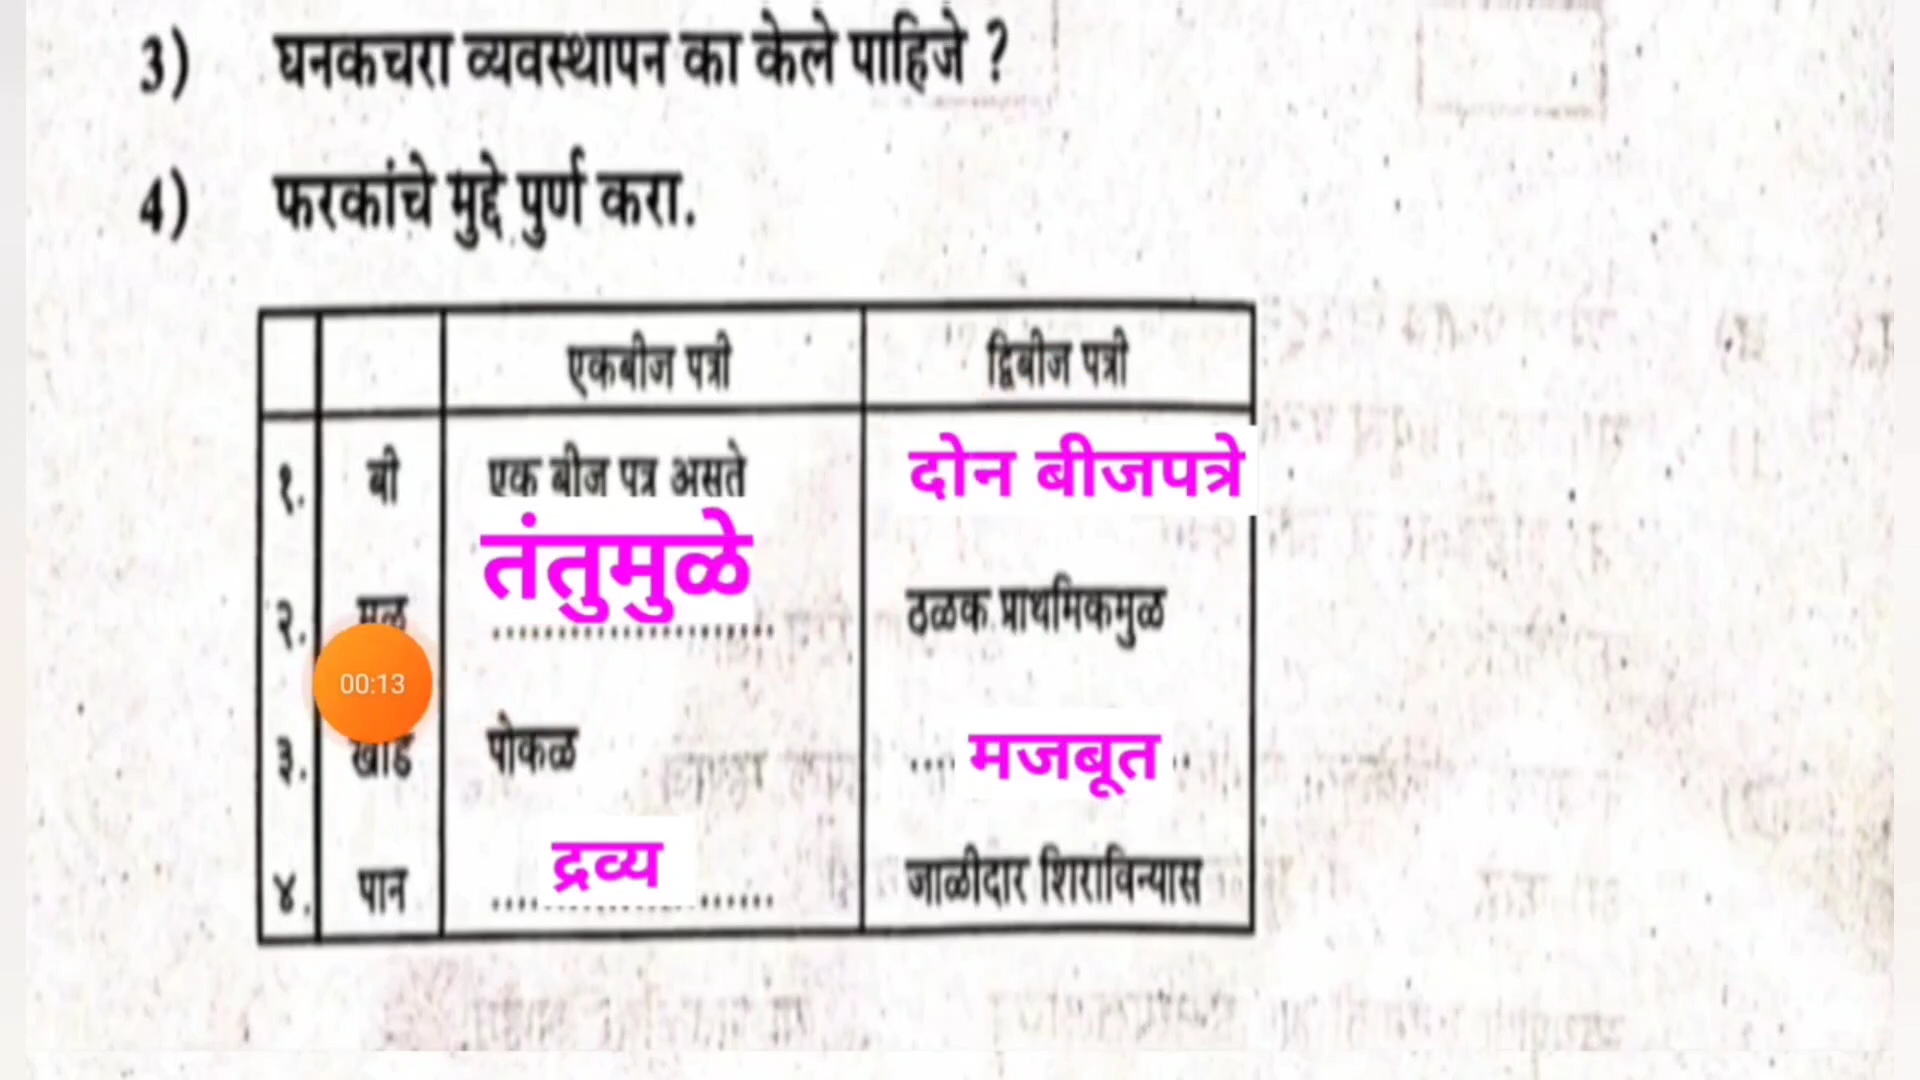 3) घनकचरा व्यवस्थापन का केले पाहिजे ?
4) फरकांचे मुद्दे पुर्ण करा.
एकबीज पत्री द्विबीज पत्री
१. बी एक बीज पत्र असते दोन बीजपत्रे
२. मुळ तंतुमुळे ठळक प्राथमिकमुळ
00:13
३. खोड पोकळ मजबूत
४. पान द्रव्य जाळीदार शिराविन्यास